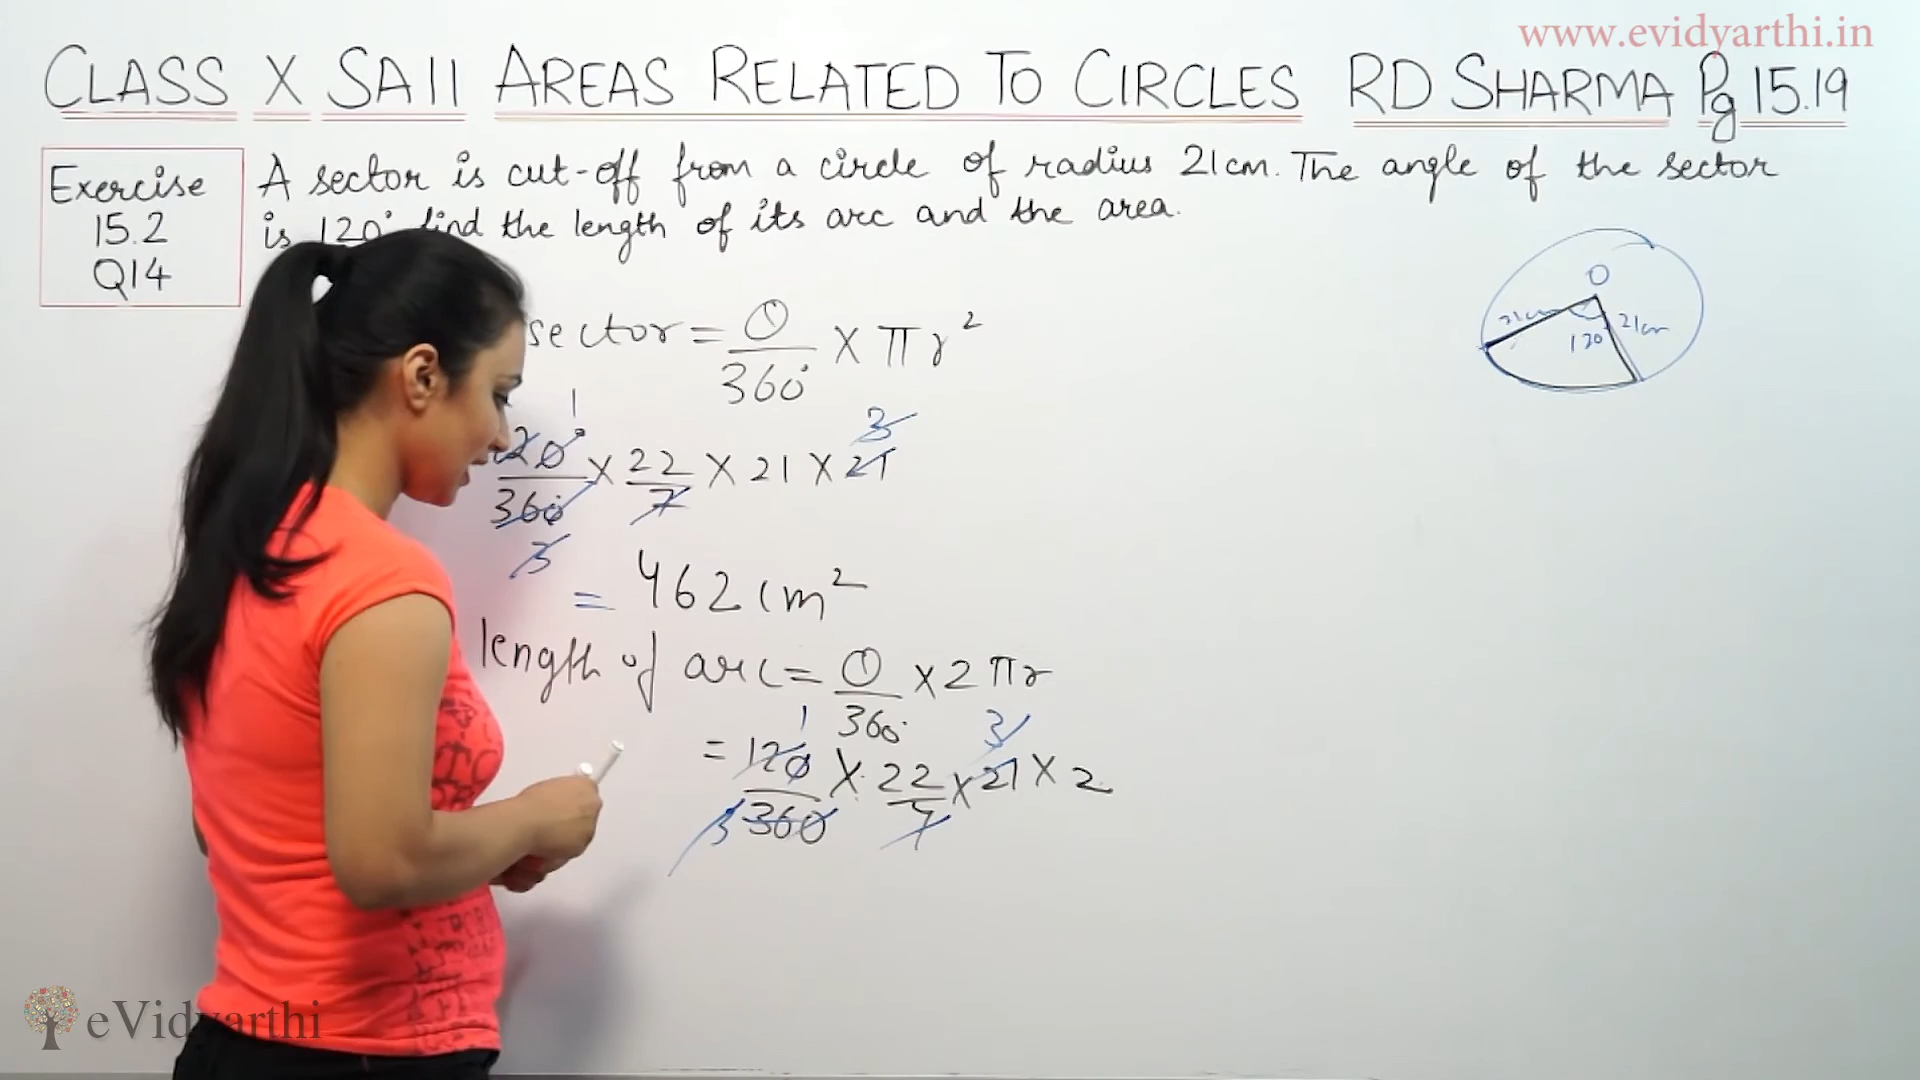 www.evidyarthi.in
CLASS X SA11 AREAS RELATED TO CIRCLES RD SHARMA Pg 15.19
Exercise
15.2
Q14
A sector is cut-off from a circle of radius 21cm. The angle of the sector
is 120° find the length of its arc and the area.
O
21cm 21cm
120
sector = θ/360° × πr²
1 3
120°/360° × 22/7 × 21 × 21
3
= 462 cm²
length of arc = θ/360° × 2πr
1 3
= 120/360 × 22/7 × 21 × 2
3
eVidyarthi